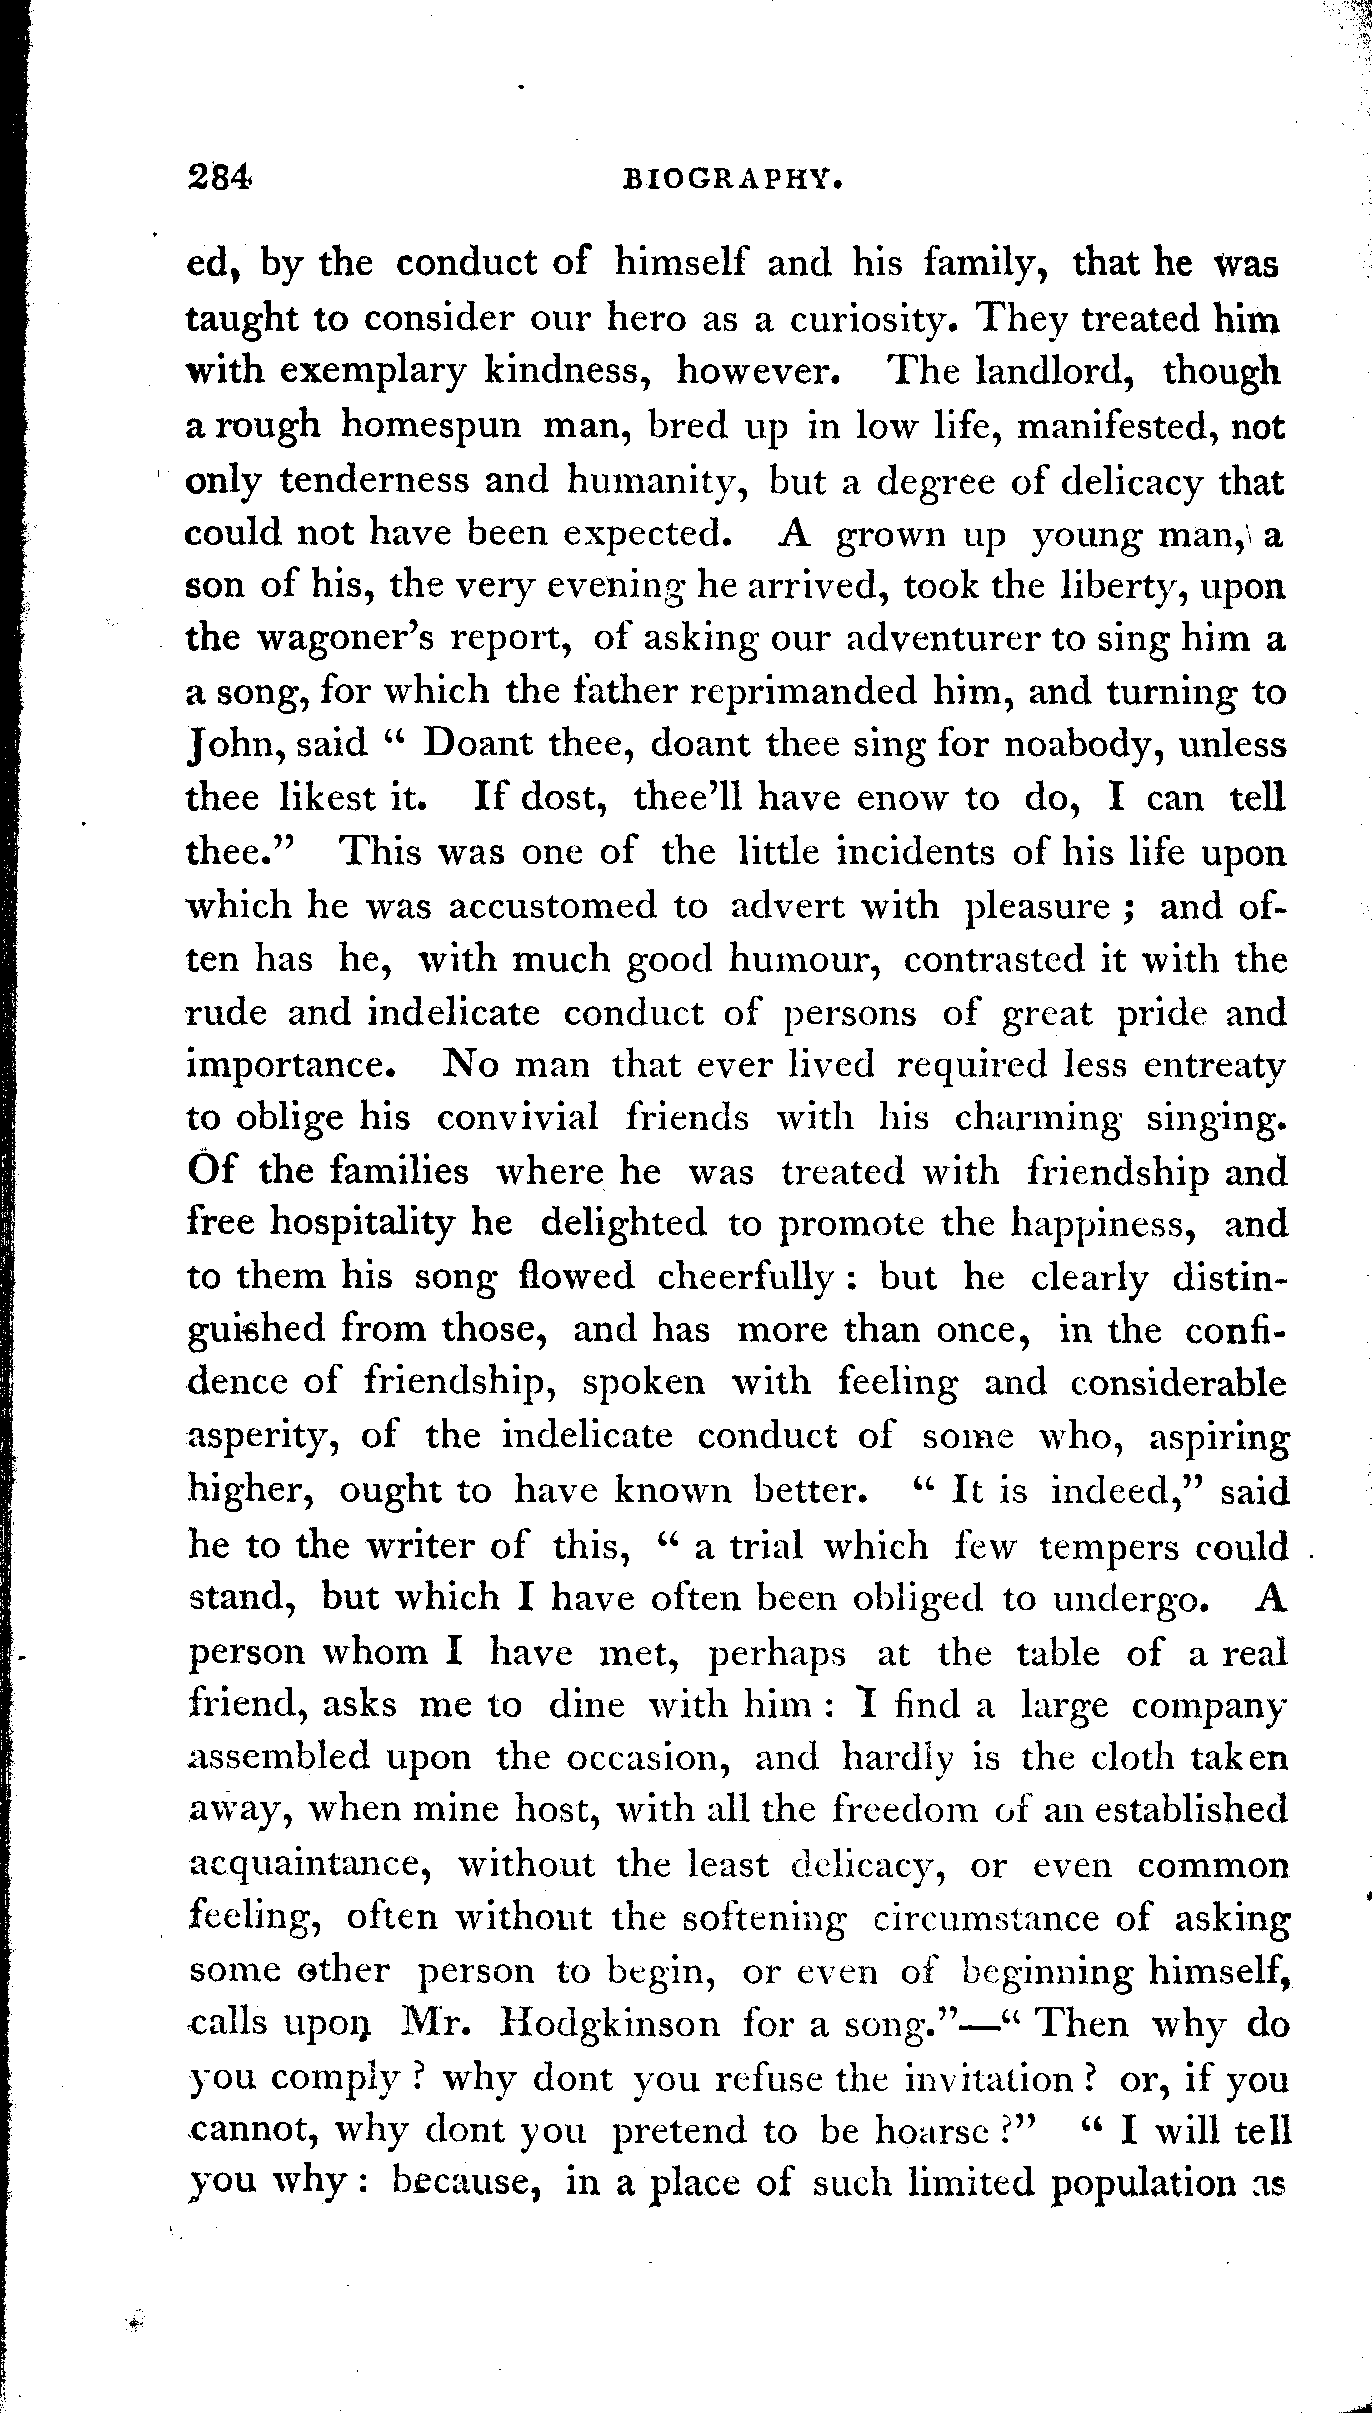 284 BIOGRAPHY.
ed, by the conduct of himself and his family, that he was
taught to consider our hero as a curiosity. They treated him
with exemplary kindness, however. The landlord, though
a rough homespun man, bred up in low life, manifested, not
only tenderness and humanity, but a degree of delicacy that
could not have been expected. A grown up young man, a
son of his, the very evening he arrived, took the liberty, upon
the wagoner's report, of asking our adventurer to sing him a
a song, for which the father reprimanded him, and turning to
John, said " Doant thee, doant thee sing for noabody, unless
thee likest it. If dost, thee'll have enow to do, I can tell
thee." This was one of the little incidents of his life upon
which he was accustomed to advert with pleasure ; and of-
ten has he, with much good humour, contrasted it with the
rude and indelicate conduct of persons of great pride and
importance. No man that ever lived required less entreaty
to oblige his convivial friends with his charming singing.
Of the families where he was treated with friendship and
free hospitality he delighted to promote the happiness, and
to them his song flowed cheerfully : but he clearly distin-
guished from those, and has more than once, in the confi-
dence of friendship, spoken with feeling and considerable
asperity, of the indelicate conduct of some who, aspiring
higher, ought to have known better. " It is indeed," said
he to the writer of this, " a trial which few tempers could
stand, but which I have often been obliged to undergo. A
person whom I have met, perhaps at the table of a real
friend, asks me to dine with him : I find a large company
assembled upon the occasion, and hardly is the cloth taken
away, when mine host, with all the freedom of an established
acquaintance, without the least delicacy, or even common
feeling, often without the softening circumstance of asking
some other person to begin, or even of beginning himself,
calls upon Mr. Hodgkinson for a song."—" Then why do
you comply ? why dont you refuse the invitation ? or, if you
cannot, why dont you pretend to be hoarse ?" " I will tell
you why : because, in a place of such limited population as